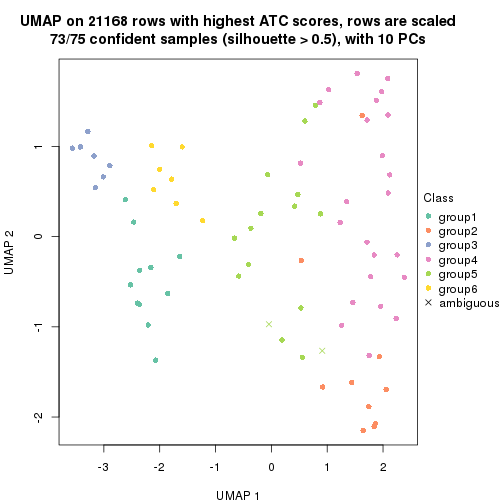 UMAP on 21168 rows with highest ATC scores, rows are scaled
73/75 confident samples (silhouette > 0.5), with 10 PCs
Class
group1
group2
group3
group4
group5
group6
ambiguous
UMAP 2
1
0
-1
-2
-3
-2
-1
0
1
2
UMAP 1